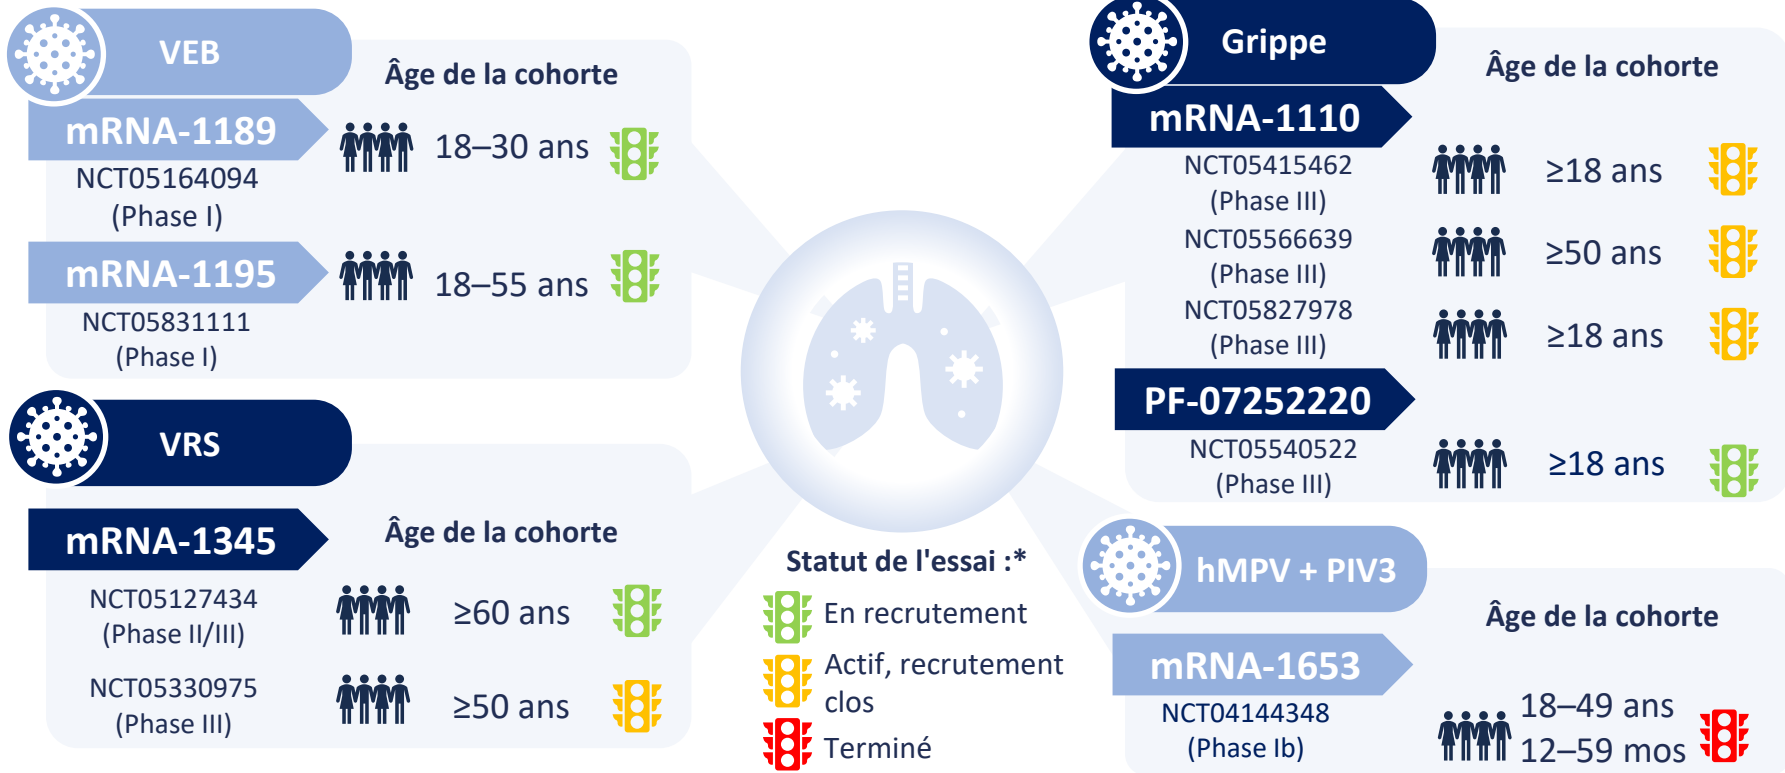 VEB
Âge de la cohorte
mRNA-1189
18–30 ans
NCT05164094
(Phase I)
mRNA-1195
18–55 ans
NCT05831111
(Phase I)
VRS
Âge de la cohorte
mRNA-1345
NCT05127434
(Phase II/III)
≥60 ans
NCT05330975
(Phase III)
≥50 ans
Statut de l'essai :*
En recrutement
Actif, recrutement
clos
Terminé
Grippe
Âge de la cohorte
mRNA-1110
NCT05415462
(Phase III)
≥18 ans
NCT05566639
(Phase III)
≥50 ans
NCT05827978
(Phase III)
≥18 ans
PF-07252220
NCT05540522
(Phase III)
≥18 ans
hMPV + PIV3
Âge de la cohorte
mRNA-1653
NCT04144348
(Phase Ib)
18–49 ans
12–59 mos